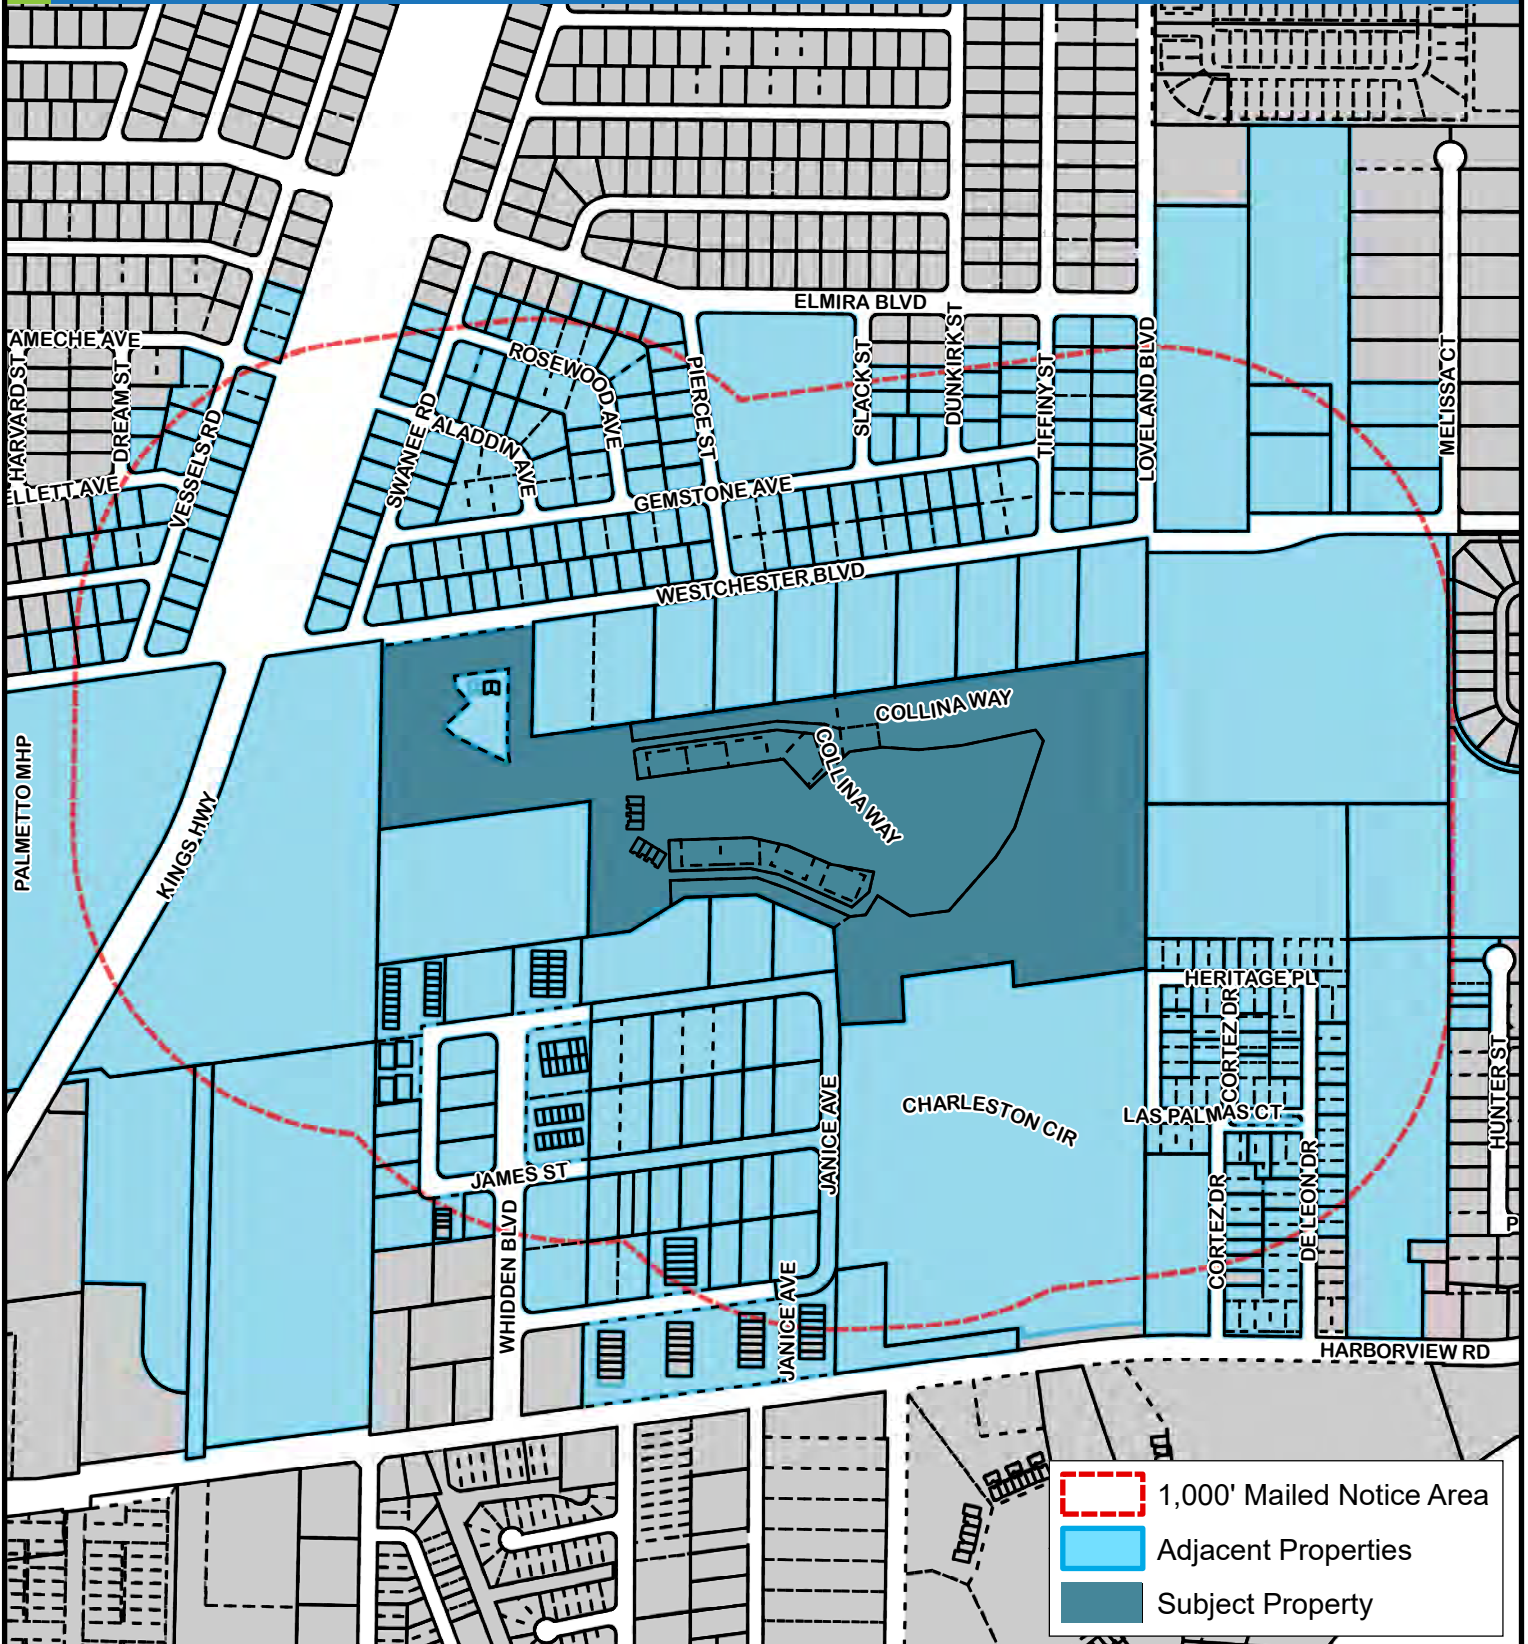 ELMIRA BLVD
AMECHE AVE
HARVARD ST
DREAM ST
VESSELS RD
ELLETT AVE
SWANEE RD
ROSEWOOD AVE
ALADDIN AVE
PIERCE ST
SLACK ST
DUNKIRK ST
TIFFINY ST
LOVELAND BLVD
MELISSA CT
GEMSTONE AVE
WESTCHESTER BLVD
COLLINA WAY
COLLINA WAY
PALMETTO MHP
KINGS HWY
HERITAGE PL
CORTEZ DR
LAS PALMAS CT
CHARLESTON CIR
JANICE AVE
HUNTER ST
JAMES ST
CORTEZ DR
DE LEON DR
WHIDDEN BLVD
JANICE AVE
P
HARBORVIEW RD
1,000' Mailed Notice Area
Adjacent Properties
Subject Property